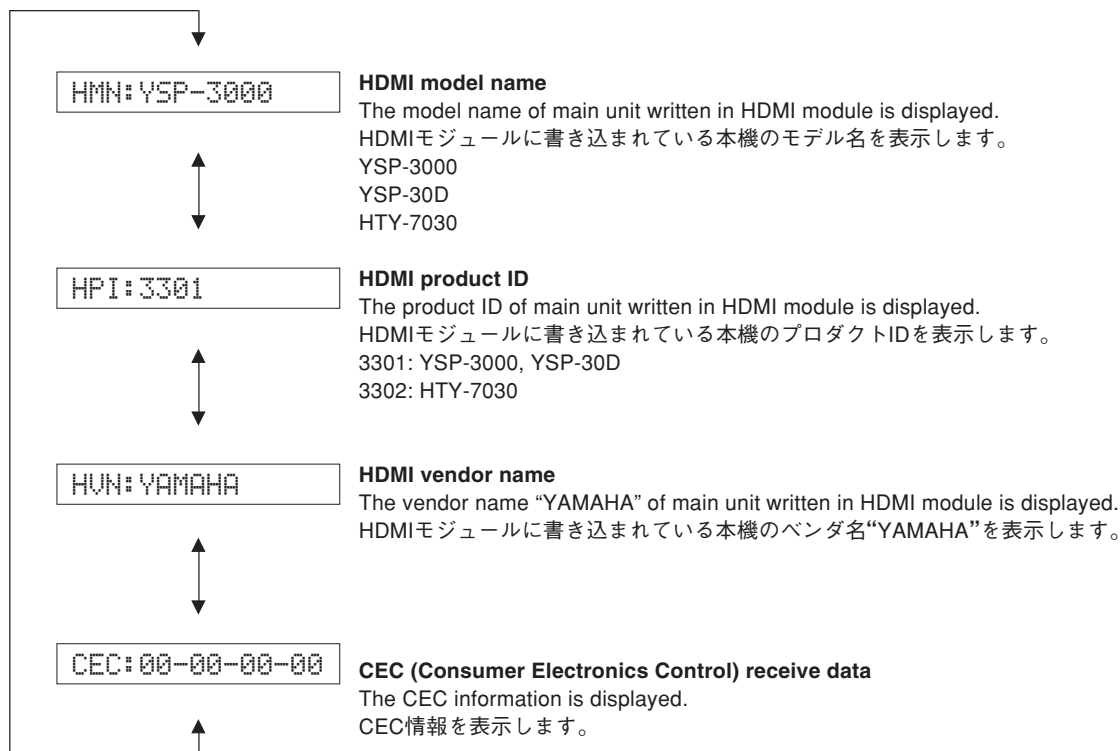 HMN:YSP-3000
HDMI model name
The model name of main unit written in HDMI module is displayed.
HDMIモジュールに書き込まれている本機のモデル名を表示します。
YSP-3000
YSP-30D
HTY-7030
HPI:3301
HDMI product ID
The product ID of main unit written in HDMI module is displayed.
HDMIモジュールに書き込まれている本機のプロダクトIDを表示します。
3301: YSP-3000, YSP-30D
3302: HTY-7030
HVN:YAMAHA
HDMI vendor name
The vendor name “YAMAHA” of main unit written in HDMI module is displayed.
HDMIモジュールに書き込まれている本機のベンダ名“YAMAHA”を表示します。
CEC:00-00-00-00
CEC (Consumer Electronics Control) receive data
The CEC information is displayed.
CEC情報を表示します。